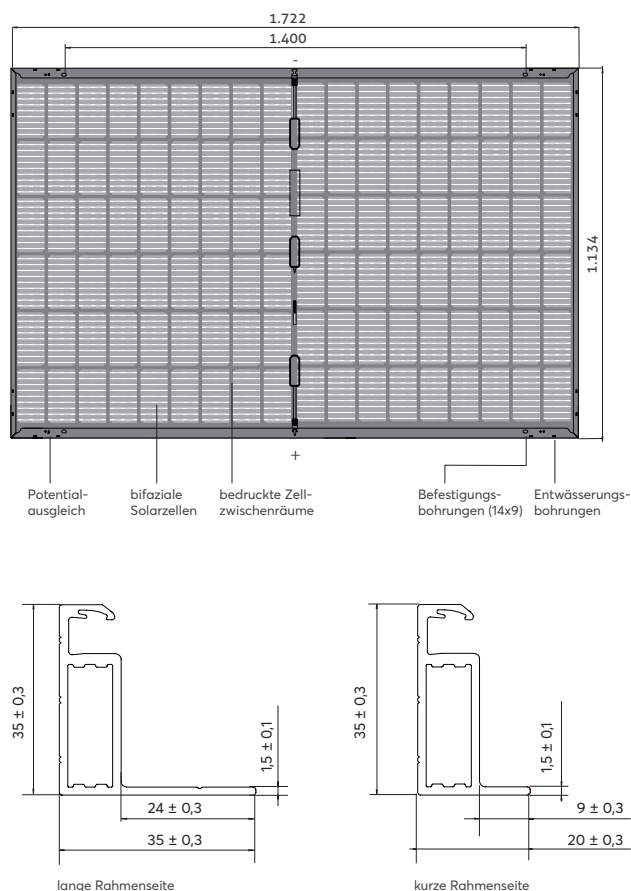 1.722
1.400
-
1.134
+
Potential-
ausgleich
bifaziale
Solarzellen
bedruckte Zell-
zwischenräume
Befestigungs-
bohrungen (14x9)
Entwässerungs-
bohrungen
35 ± 0,3
1,5 ± 0,1
24 ± 0,3
35 ± 0,3
lange Rahmenseite
35 ± 0,3
1,5 ± 0,1
9 ± 0,3
20 ± 0,3
kurze Rahmenseite